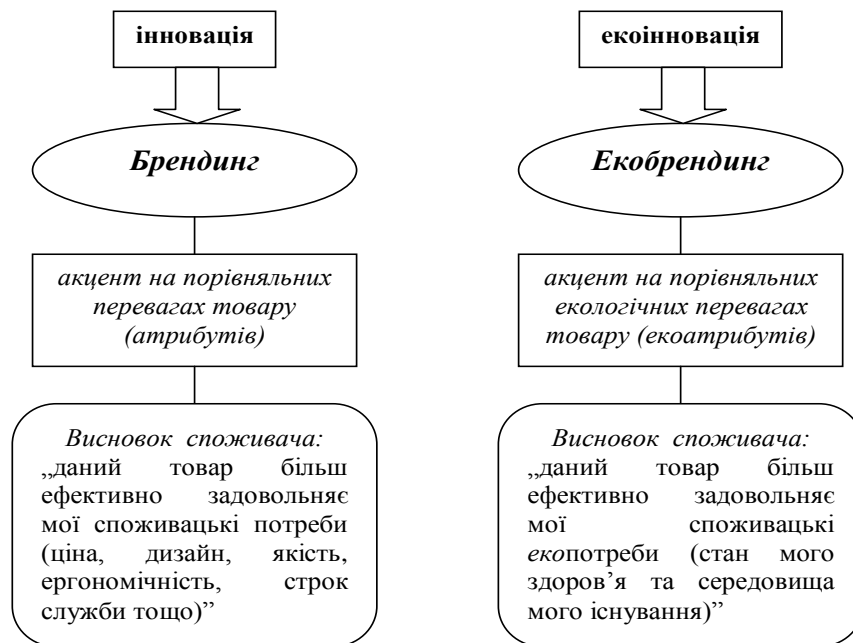 інновація
Брендинг
акцент на порівняльних
перевагах товару
(атрибутів)
Висновок споживача:
„даний товар більш
ефективно задовольняє
мої споживацькі потреби
(ціна, дизайн, якість,
ергономічність, строк
служби тощо)”
екоінновація
Екобрендинг
акцент на порівняльних
екологічних перевагах
товару (екоатрибутів)
Висновок споживача:
„даний товар більш
ефективно задовольняє
мої споживацькі
екопотреби (стан мого
здоров’я та середовища
мого існування)”